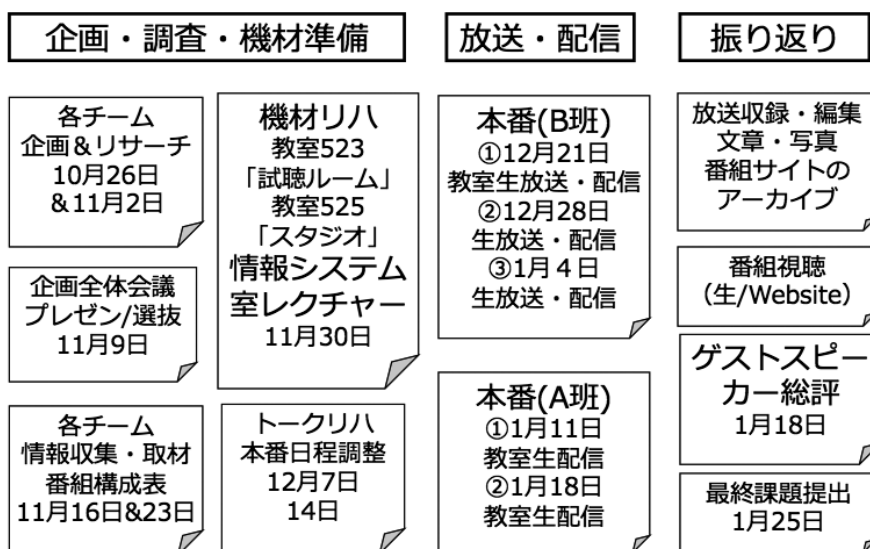 企画・調査・機材準備
放送・配信
振り返り
各チーム
企画＆リサーチ
10月26日
&11月2日
企画全体会議
プレゼン/選抜
11月9日
各チーム
情報収集・取材
番組構成表
11月16日&23日
機材リハ
教室523
「試聴ルーム」
教室525
「スタジオ」
情報システム
室レクチャー
11月30日
トークリハ
本番日程調整
12月7日
14日
本番(B班)
①12月21日
教室生放送・配信
②12月28日
生放送・配信
③1月４日
生放送・配信
本番(A班)
①1月11日
教室生配信
②1月18日
教室生配信
放送収録・編集
文章・写真
番組サイトの
アーカイブ
番組視聴
（生/Website）
ゲストスピー
カー総評
1月18日
最終課題提出
1月25日